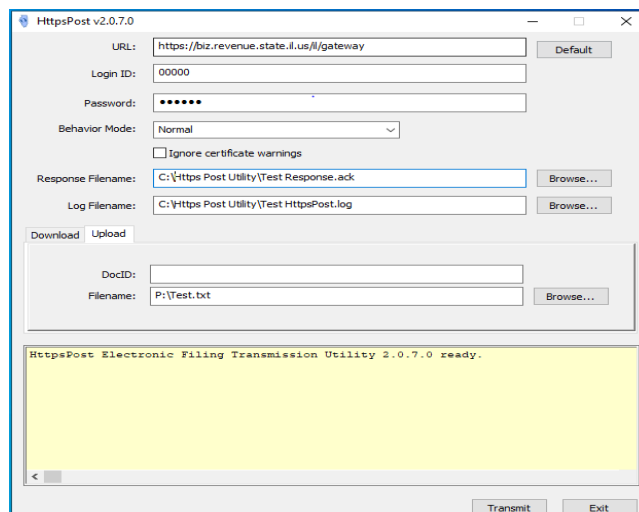 HttpsPost v2.0.7.0
URL: https://biz.revenue.state.il.us/il/gateway Default
Login ID: 00000
Password: ●●●●●●
Behavior Mode: Normal
Ignore certificate warnings
Response Filename: C:\Https Post Utility\Test Response.ack Browse...
Log Filename: C:\Https Post Utility\Test HttpsPost.log Browse...
Download Upload
DocID:
Filename: P:\Test.txt Browse...
HttpsPost Electronic Filing Transmission Utility 2.0.7.0 ready.
Transmit Exit